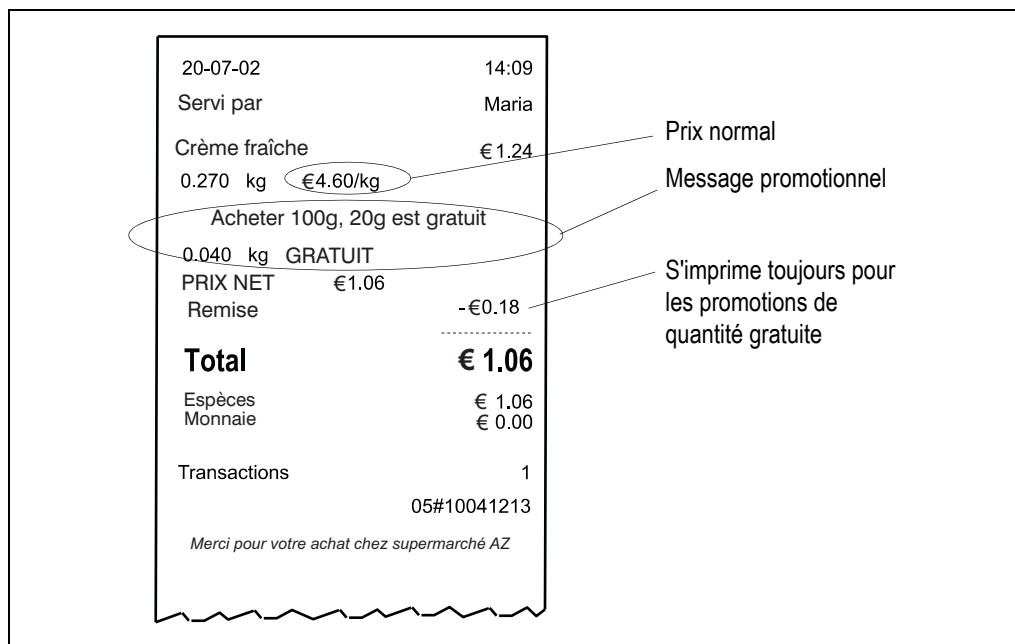 20-07-02 14:09
Servi par Maria
Crème fraîche €1.24
0.270 kg €4.60/kg
Acheter 100g, 20g est gratuit
0.040 kg GRATUIT
PRIX NET €1.06
Remise -€0.18
Total € 1.06
Espèces € 1.06
Monnaie € 0.00
Transactions 1
05#10041213
Merci pour votre achat chez supermarché AZ
Prix normal
Message promotionnel
S'imprime toujours pour
les promotions de
quantité gratuite